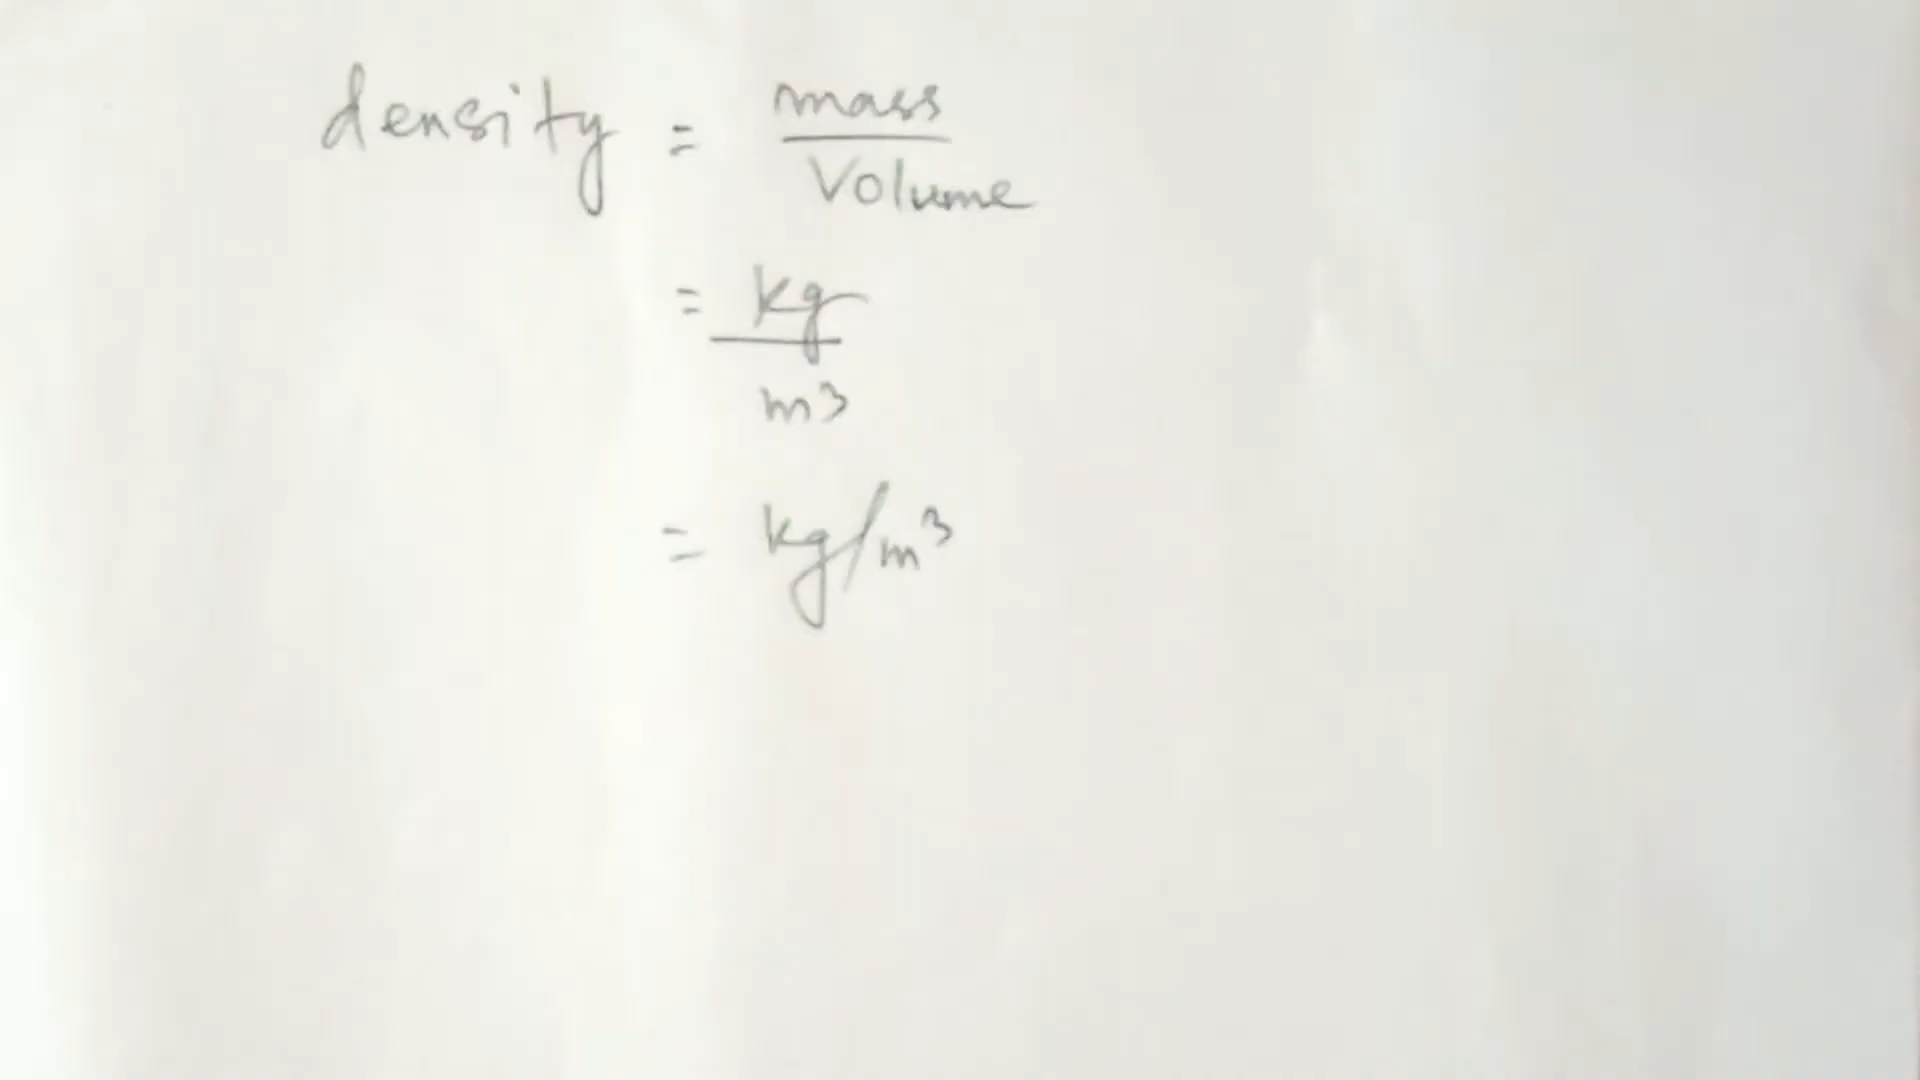 density = mass / Volume
= kg / m3
= kg/m³